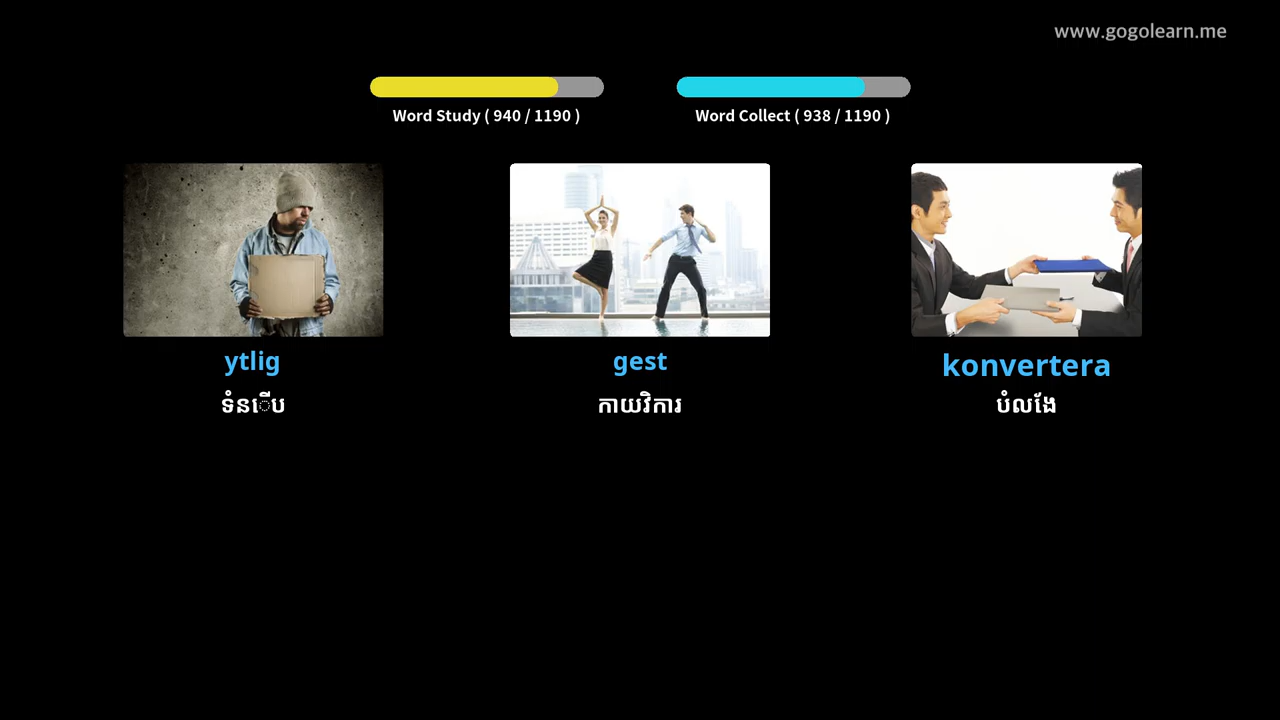 www.gogolearn.me
Word Study ( 940 / 1190 )
Word Collect ( 938 / 1190 )
ytlig
gest
konvertera
ទំនេីប
កាយវិការ
បំលែង